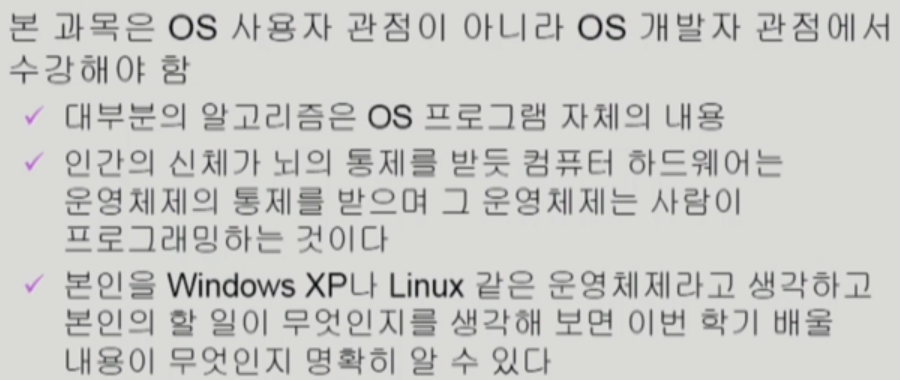 본 과목은 OS 사용자 관점이 아니라 OS 개발자 관점에서
수강해야 함
✓ 대부분의 알고리즘은 OS 프로그램 자체의 내용
✓ 인간의 신체가 뇌의 통제를 받듯 컴퓨터 하드웨어는
운영체제의 통제를 받으며 그 운영체제는 사람이
프로그래밍하는 것이다
✓ 본인을 Windows XP나 Linux 같은 운영체제라고 생각하고
본인의 할 일이 무엇인지를 생각해 보면 이번 학기 배울
내용이 무엇인지 명확히 알 수 있다